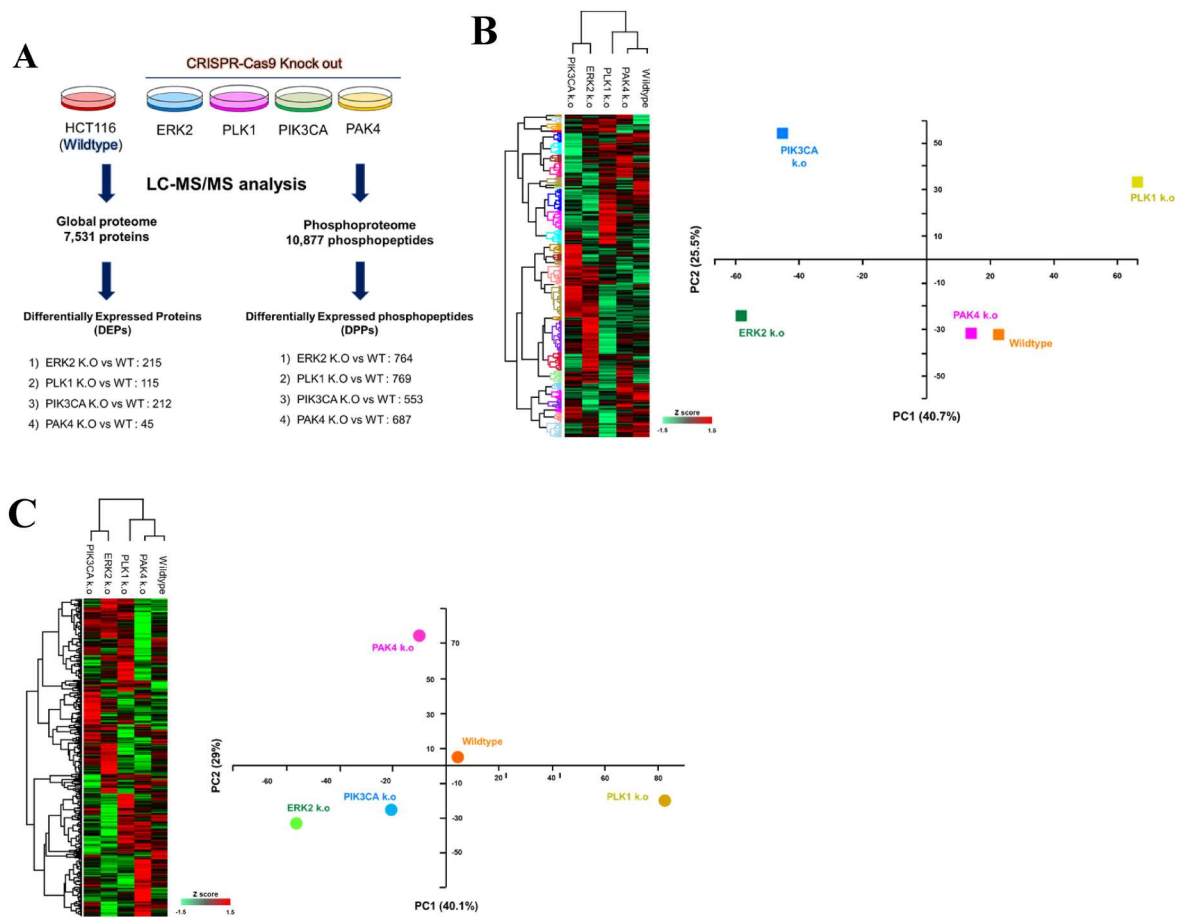 A
CRISPR-Cas9 Knock out
HCT116
(Wildtype)
ERK2
PLK1
PIK3CA
PAK4
LC-MS/MS analysis
Global proteome
7,531 proteins
Phosphoproteome
10,877 phosphopeptides
Differentially Expressed Proteins
(DEPs)
Differentially Expressed phosphopeptides
(DPPs)
1) ERK2 K.O vs WT : 215
2) PLK1 K.O vs WT : 115
3) PIK3CA K.O vs WT : 212
4) PAK4 K.O vs WT : 45
1) ERK2 K.O vs WT : 764
2) PLK1 K.O vs WT : 769
3) PIK3CA K.O vs WT : 553
4) PAK4 K.O vs WT : 687
B
PIK3CA k.o
ERK2 k.o
PLK1 k.o
PAK4 k.o
Wildtype
Z score
-1.5
1.5
PC2 (25.5%)
50
30
10
-10
-30
-50
-60
-40
-20
20
40
60
PIK3CA
k.o
PLK1 k.o
ERK2 k.o
PAK4 k.o
Wildtype
PC1 (40.7%)
C
PIK3CA k.o
ERK2 k.o
PLK1 k.o
PAK4 k.o
Wildtype
Z score
-1.5
1.5
PC2 (29%)
70
50
30
10
-10
-30
-50
-60
-40
-20
20
40
60
80
PAK4 k.o
Wildtype
PIK3CA k.o
ERK2 k.o
PLK1 k.o
PC1 (40.1%)